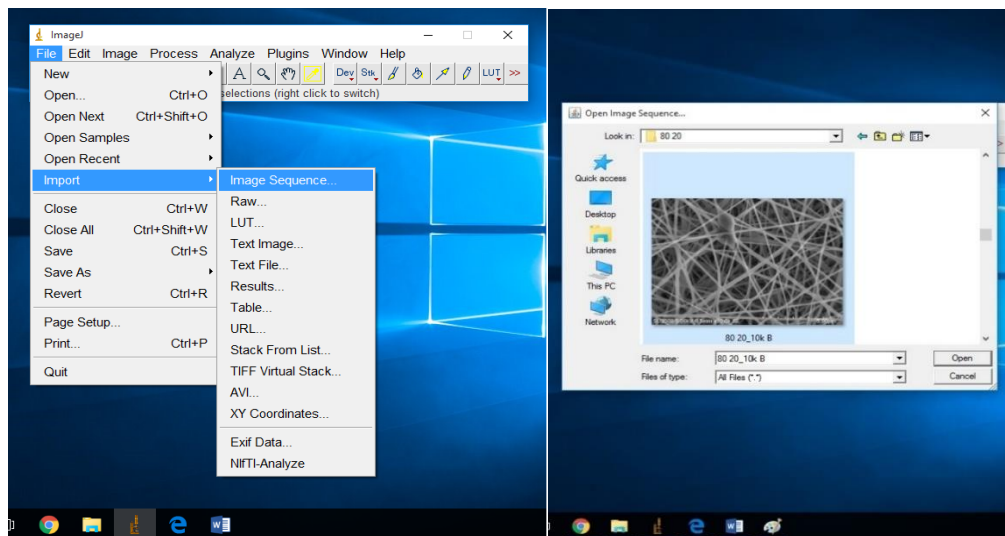 ImageJ
File Edit Image Process Analyze Plugins Window Help
A Dev Stk LUT >>
selections (right click to switch)
New
Open... Ctrl+O
Open Next Ctrl+Shift+O
Open Samples
Open Recent
Import
Close Ctrl+W
Close All Ctrl+Shift+W
Save Ctrl+S
Save As
Revert Ctrl+R
Page Setup...
Print... Ctrl+P
Quit
Image Sequence...
Raw...
LUT...
Text Image...
Text File...
Results...
Table...
URL...
Stack From List...
TIFF Virtual Stack...
AVI...
XY Coordinates...
Exif Data...
NIfTI-Analyze
Open Image Sequence...
Look in: 80 20
Quick access
Desktop
Libraries
This PC
Network
80 20_10k B
File name: 80 20_10k B Open
Files of type: All Files (*.*) Cancel